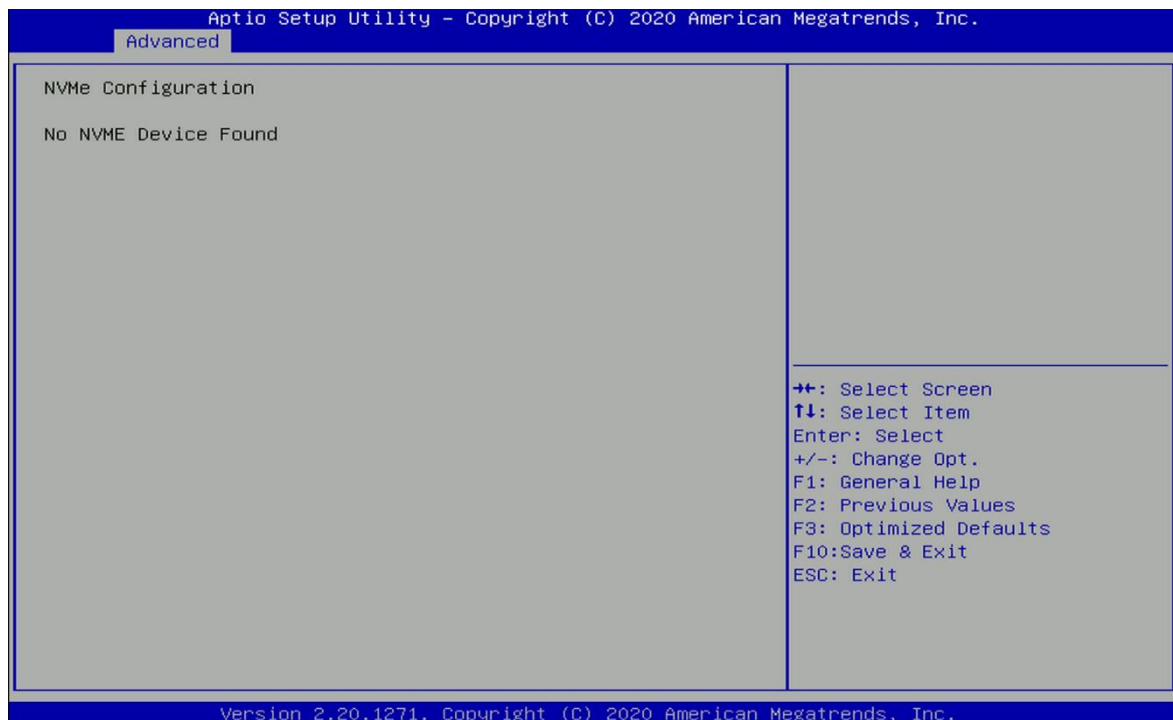 Aptio Setup Utility – Copyright (C) 2020 American Megatrends, Inc.
Advanced
NVMe Configuration
No NVME Device Found
→←: Select Screen
↑↓: Select Item
Enter: Select
+/-: Change Opt.
F1: General Help
F2: Previous Values
F3: Optimized Defaults
F10:Save & Exit
ESC: Exit
Version 2.20.1271. Copyright (C) 2020 American Megatrends, Inc.